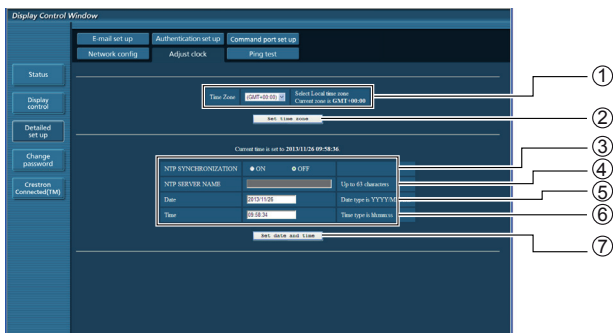 Display Control Window
E-mail set up
Authentication set up
Command port set up
Network config
Adjust clock
Ping test
Status
Display
control
Detailed
set up
Change
password
Crestron
Connected(TM)
Time Zone
(GMT+00:00)
Select Local time zone
Current zone is GMT+00:00
Set time zone
Current time is set to 2013/11/26 09:58:36.
NTP SYNCHRONIZATION
ON
OFF
NTP SERVER NAME
Up to 63 characters
Date
2013/11/26
Date type is YYYY/M
Time
09:58:34
Time type is hh:mm:ss
Set date and time
①
②
③
④
⑤
⑥
⑦